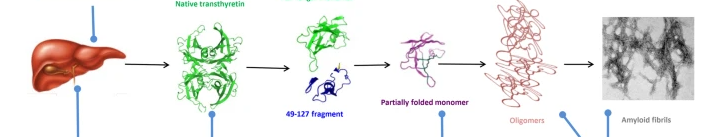 Native transthyretin
49-127 fragment
Partially folded monomer
Oligomers
Amyloid fibrils